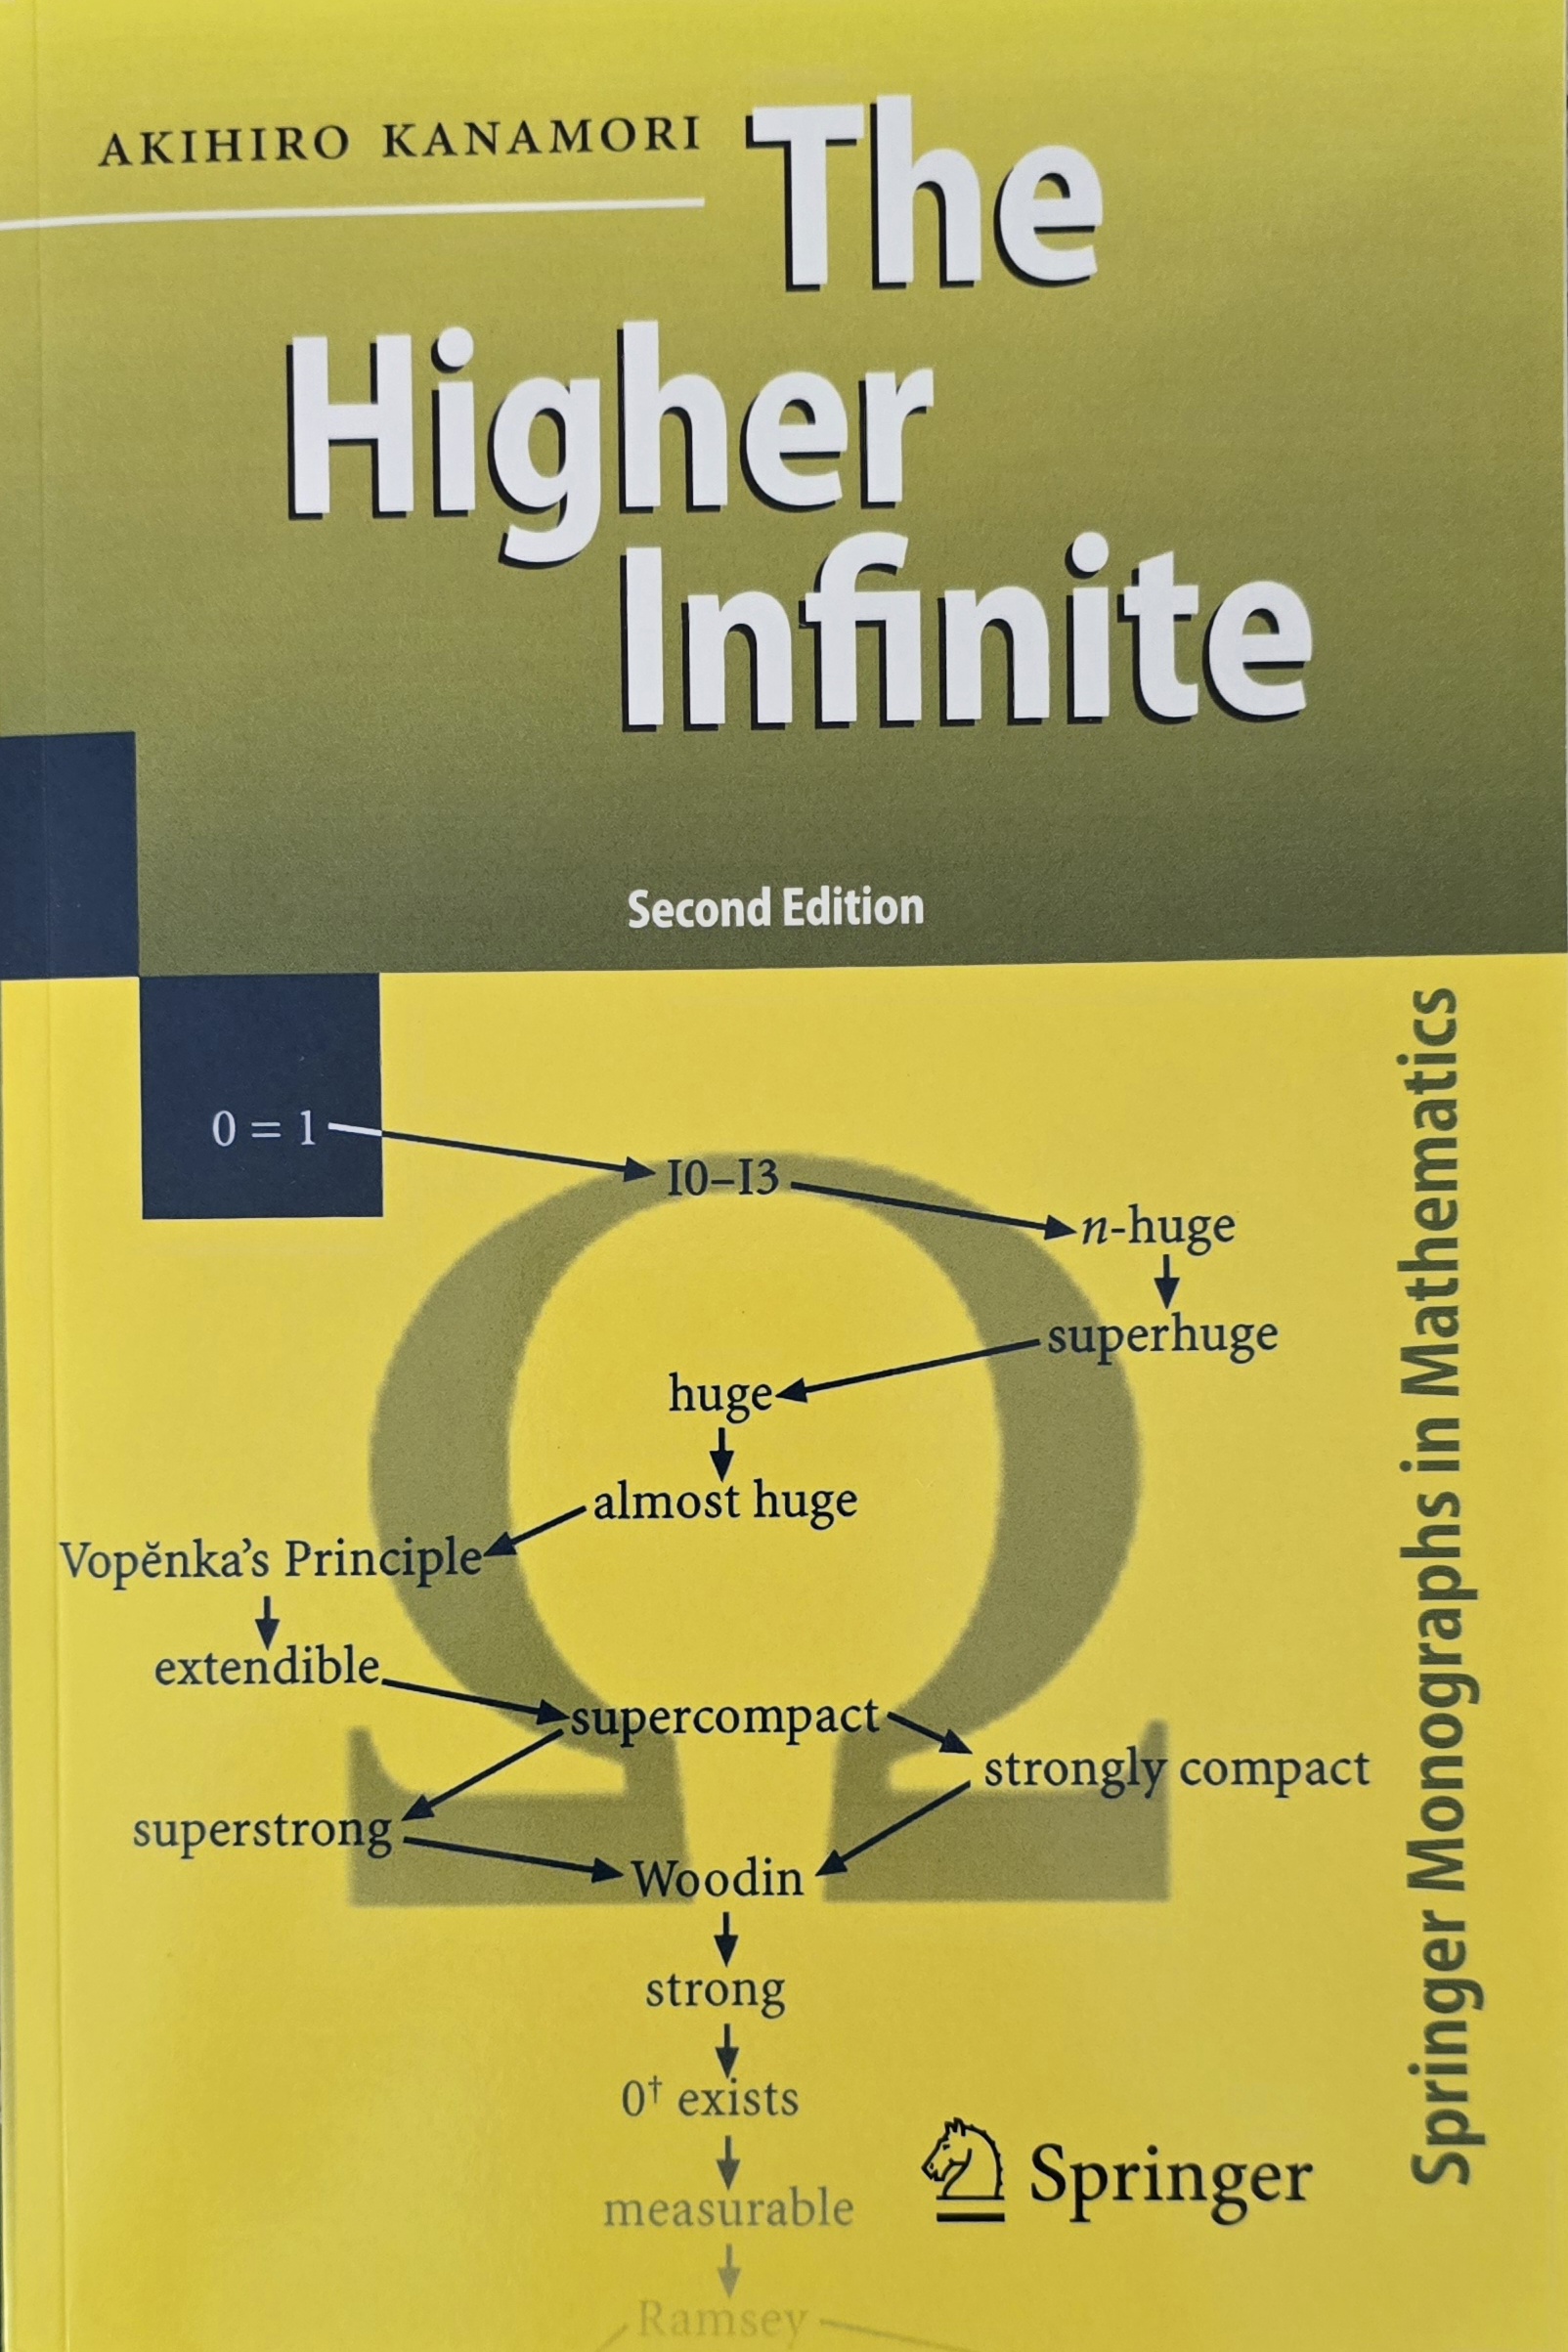 AKIHIRO KANAMORI
The
Higher
Infinite
Second Edition
0 = 1
I0–I3
n-huge
superhuge
huge
almost huge
Vopěnka’s Principle
extendible
supercompact
strongly compact
superstrong
Woodin
strong
0† exists
measurable
Ramsey
Springer
Springer Monographs in Mathematics